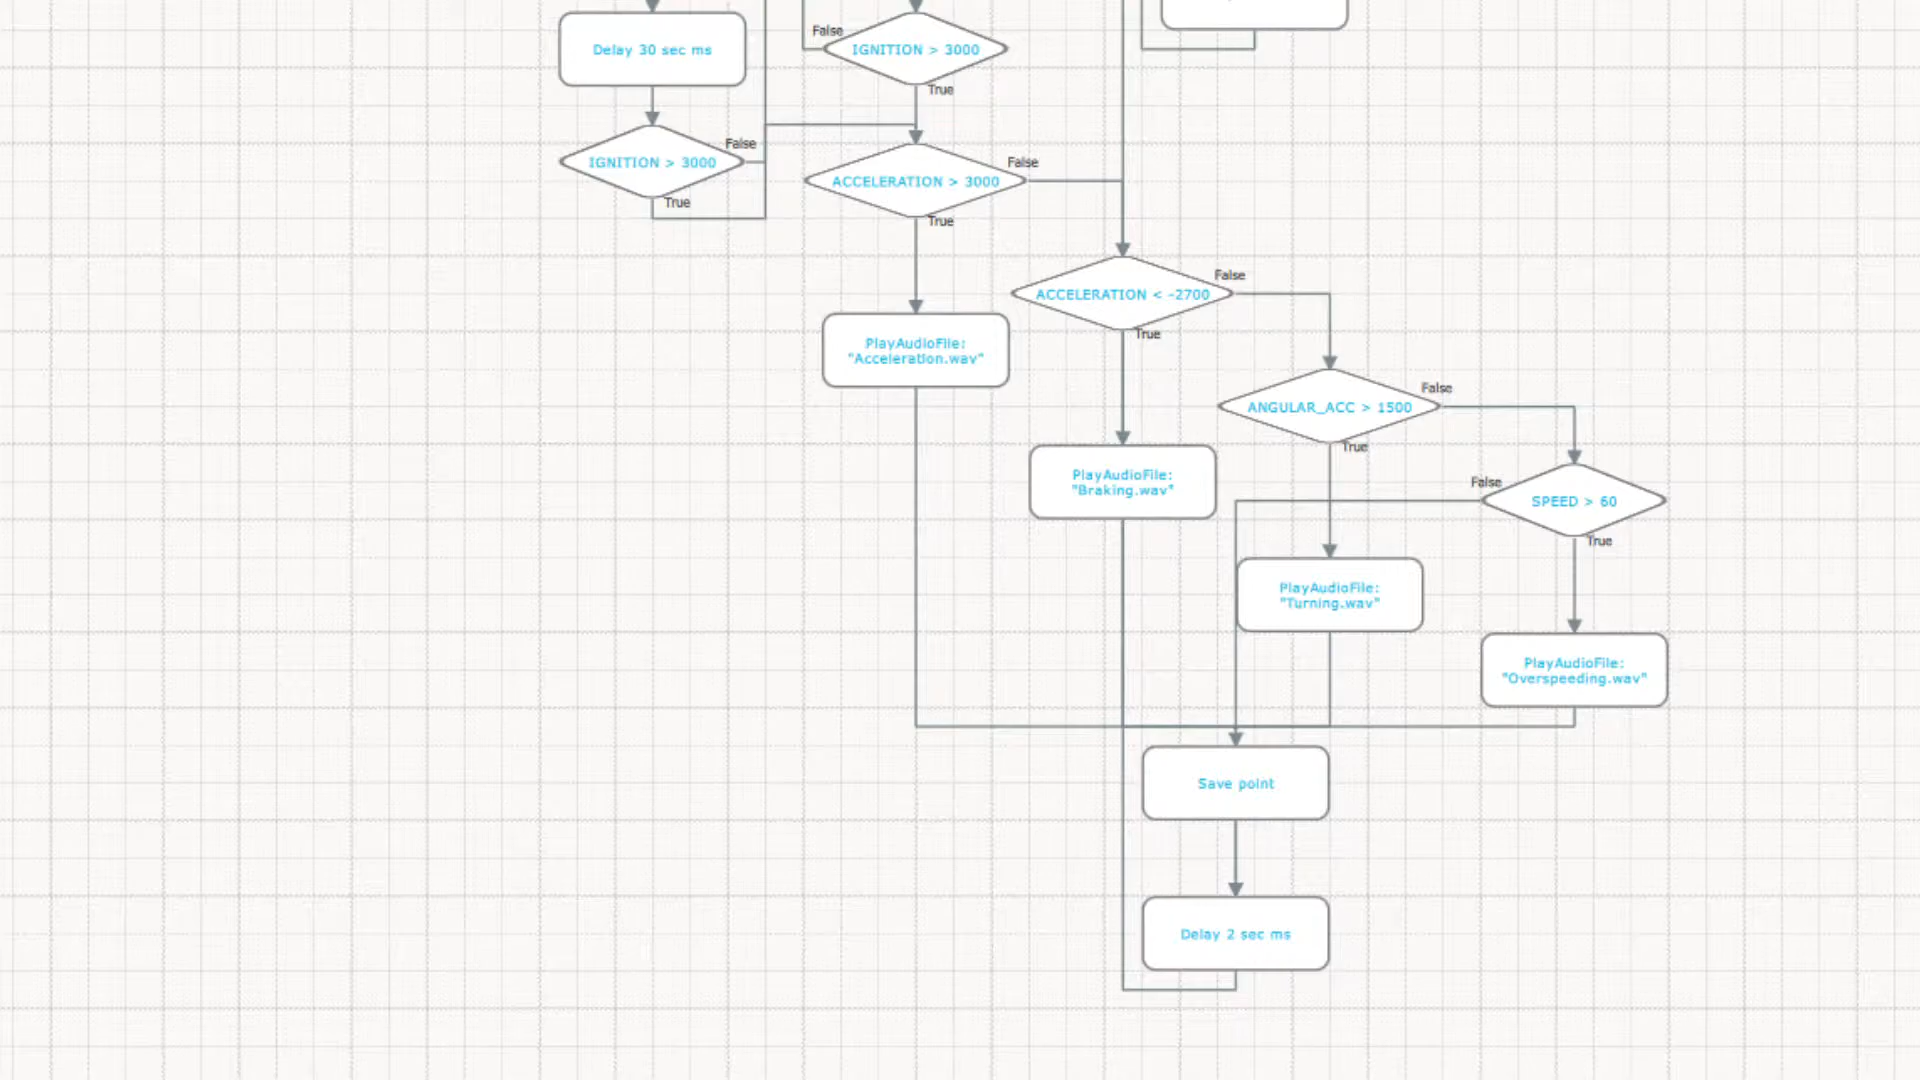 Delay 30 sec ms
False
IGNITION > 3000
True
IGNITION > 3000
False
True
ACCELERATION > 3000
False
True
ACCELERATION < -2700
False
True
PlayAudioFile:
"Acceleration.wav"
ANGULAR_ACC > 1500
False
True
PlayAudioFile:
"Braking.wav"
False
SPEED > 60
True
PlayAudioFile:
"Turning.wav"
PlayAudioFile:
"Overspeeding.wav"
Save point
Delay 2 sec ms